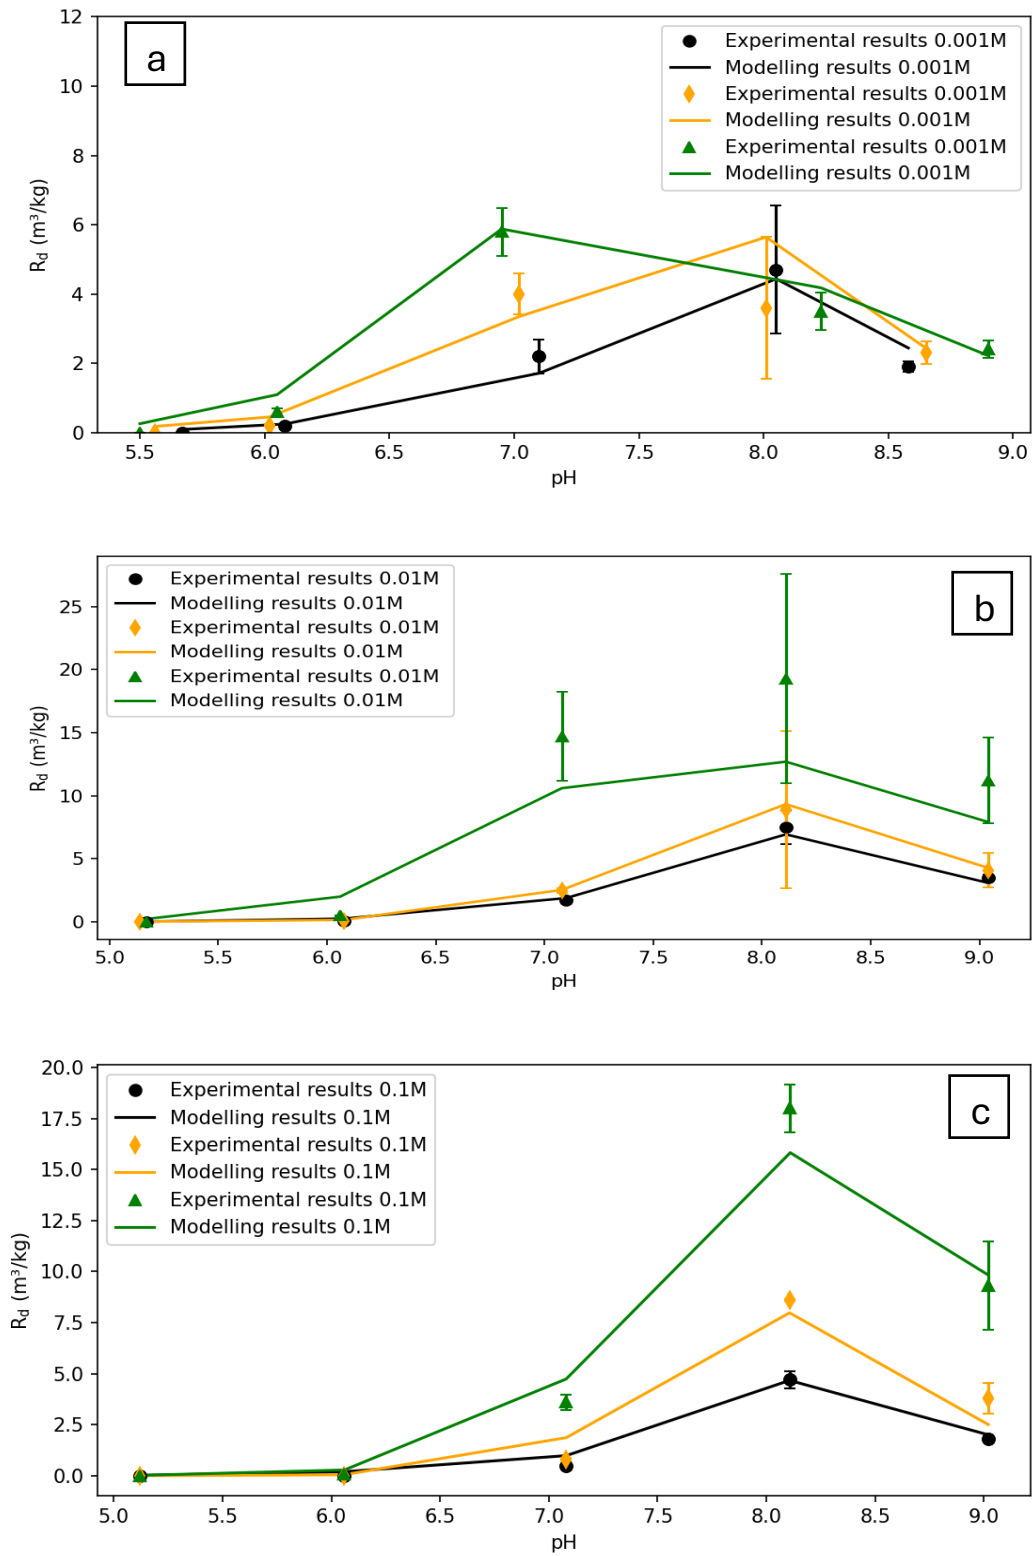 a
12
10
8
6
4
2
0
R_d (m³/kg)
Experimental results 0.001M
Modelling results 0.001M
Experimental results 0.001M
Modelling results 0.001M
Experimental results 0.001M
Modelling results 0.001M
5.5 6.0 6.5 7.0 7.5 8.0 8.5 9.0
pH
b
25
20
15
10
5
0
R_d (m³/kg)
Experimental results 0.01M
Modelling results 0.01M
Experimental results 0.01M
Modelling results 0.01M
Experimental results 0.01M
Modelling results 0.01M
5.0 5.5 6.0 6.5 7.0 7.5 8.0 8.5 9.0
pH
c
20.0
17.5
15.0
12.5
10.0
7.5
5.0
2.5
0.0
R_d (m³/kg)
Experimental results 0.1M
Modelling results 0.1M
Experimental results 0.1M
Modelling results 0.1M
Experimental results 0.1M
Modelling results 0.1M
5.0 5.5 6.0 6.5 7.0 7.5 8.0 8.5 9.0
pH